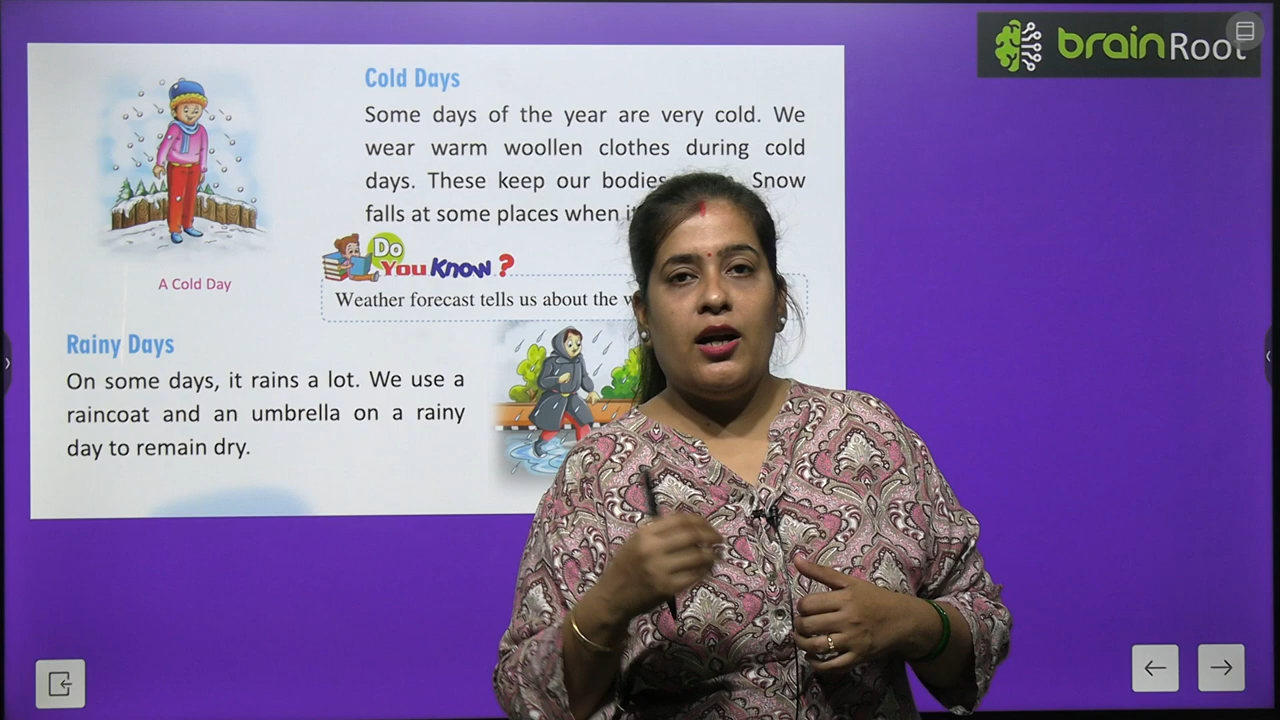 brainRoot
Cold Days
Some days of the year are very cold. We
wear warm woollen clothes during cold
days. These keep our bodies Snow
falls at some places when
A Cold Day
Do
You Know ?
Weather forecast tells us about the
Rainy Days
On some days, it rains a lot. We use a
raincoat and an umbrella on a rainy
day to remain dry.